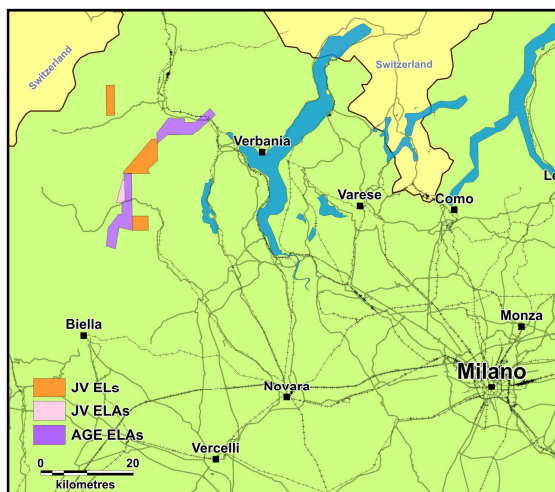 Switzerland
Switzerland
Verbania
Varese
Como
Le
Biella
Monza
Milano
Novara
Vercelli
JV ELs
JV ELAs
AGE ELAs
0 20
kilometres